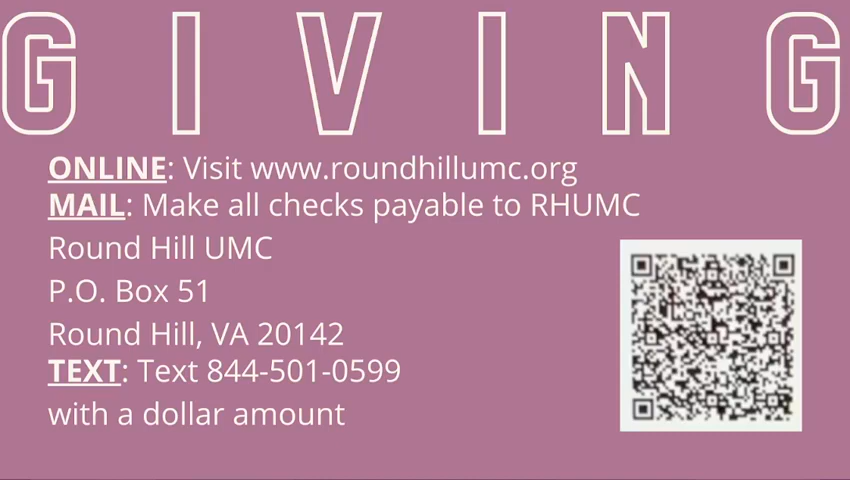 GIVING
ONLINE: Visit www.roundhillumc.org
MAIL: Make all checks payable to RHUMC
Round Hill UMC
P.O. Box 51
Round Hill, VA 20142
TEXT: Text 844-501-0599
with a dollar amount